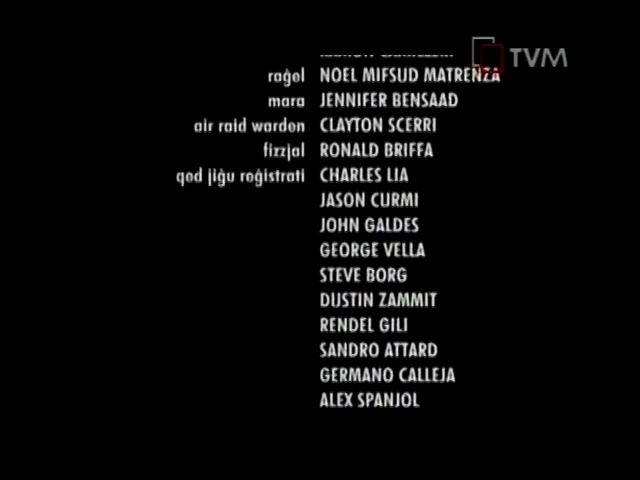 TVM
raġel NOEL MIFSUD MATRENZA
mara JENNIFER BENSAAD
air raid warden CLAYTON SCERRI
fizzjal RONALD BRIFFA
qed jiġu reġistrati CHARLES LIA
JASON CURMI
JOHN GALDES
GEORGE VELLA
STEVE BORG
DUSTIN ZAMMIT
RENDEL GILI
SANDRO ATTARD
GERMANO CALLEJA
ALEX SPANJOL